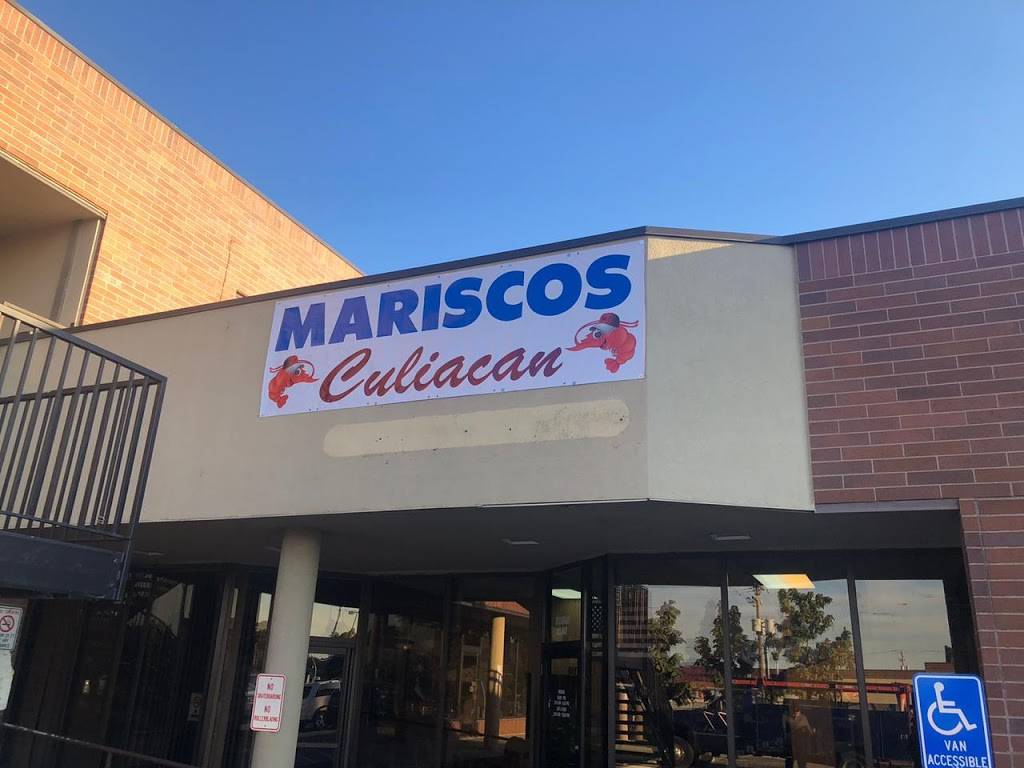 MARISCOS
Culiacan
NO
SKATEBOARDING
NO
ROLLERBLADING
VAN
ACCESSIBLE